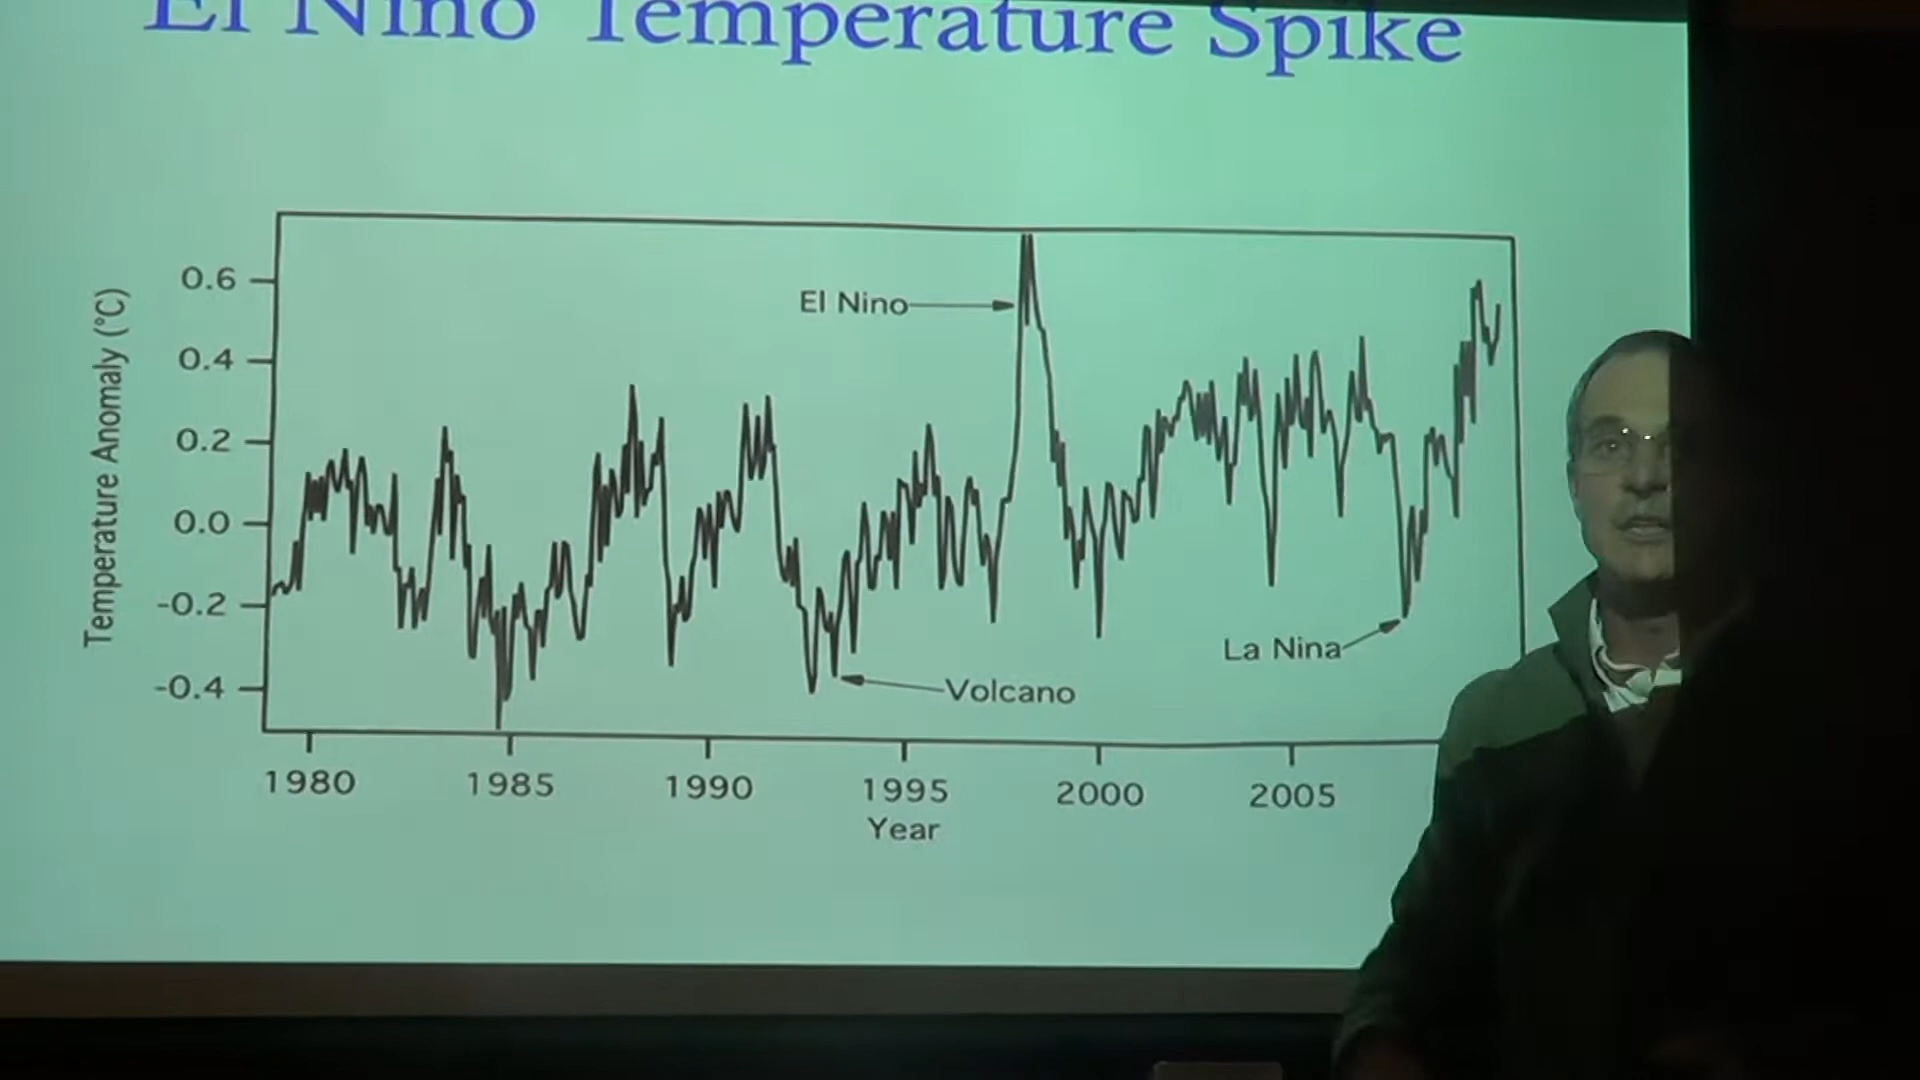 El Nino Temperature Spike
Temperature Anomaly (°C)
0.6
0.4
0.2
0.0
-0.2
-0.4
El Nino
Volcano
La Nina
1980 1985 1990 1995 2000 2005
Year